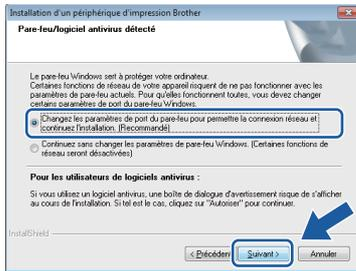 Installation d'un périphérique d'impression Brother
Pare-feu/logiciel antivirus détecté
Le pare-feu Windows sert à protéger votre ordinateur.
Certaines fonctions de réseau de votre appareil risquent de ne pas fonctionner avec les
paramètres de pare-feu actuels. Pour qu'elles fonctionnent toutes, vous devez changer
certains paramètres de port du pare-feu Windows.
Changez les paramètres de port du pare-feu pour permettre la connexion réseau et
continuez l'installation. (Recommandé)
Continuez sans changer les paramètres de pare-feu Windows. (Certaines fonctions de
réseau seront désactivées)
Pour les utilisateurs de logiciels antivirus :
Si vous utilisez un logiciel antivirus, une boîte de dialogue d'avertissement risque de s'afficher
au cours de l'installation. Si tel est le cas, cliquez sur "Autoriser" pour continuer.
InstallShield
< Précédent
Suivant >
Annuler